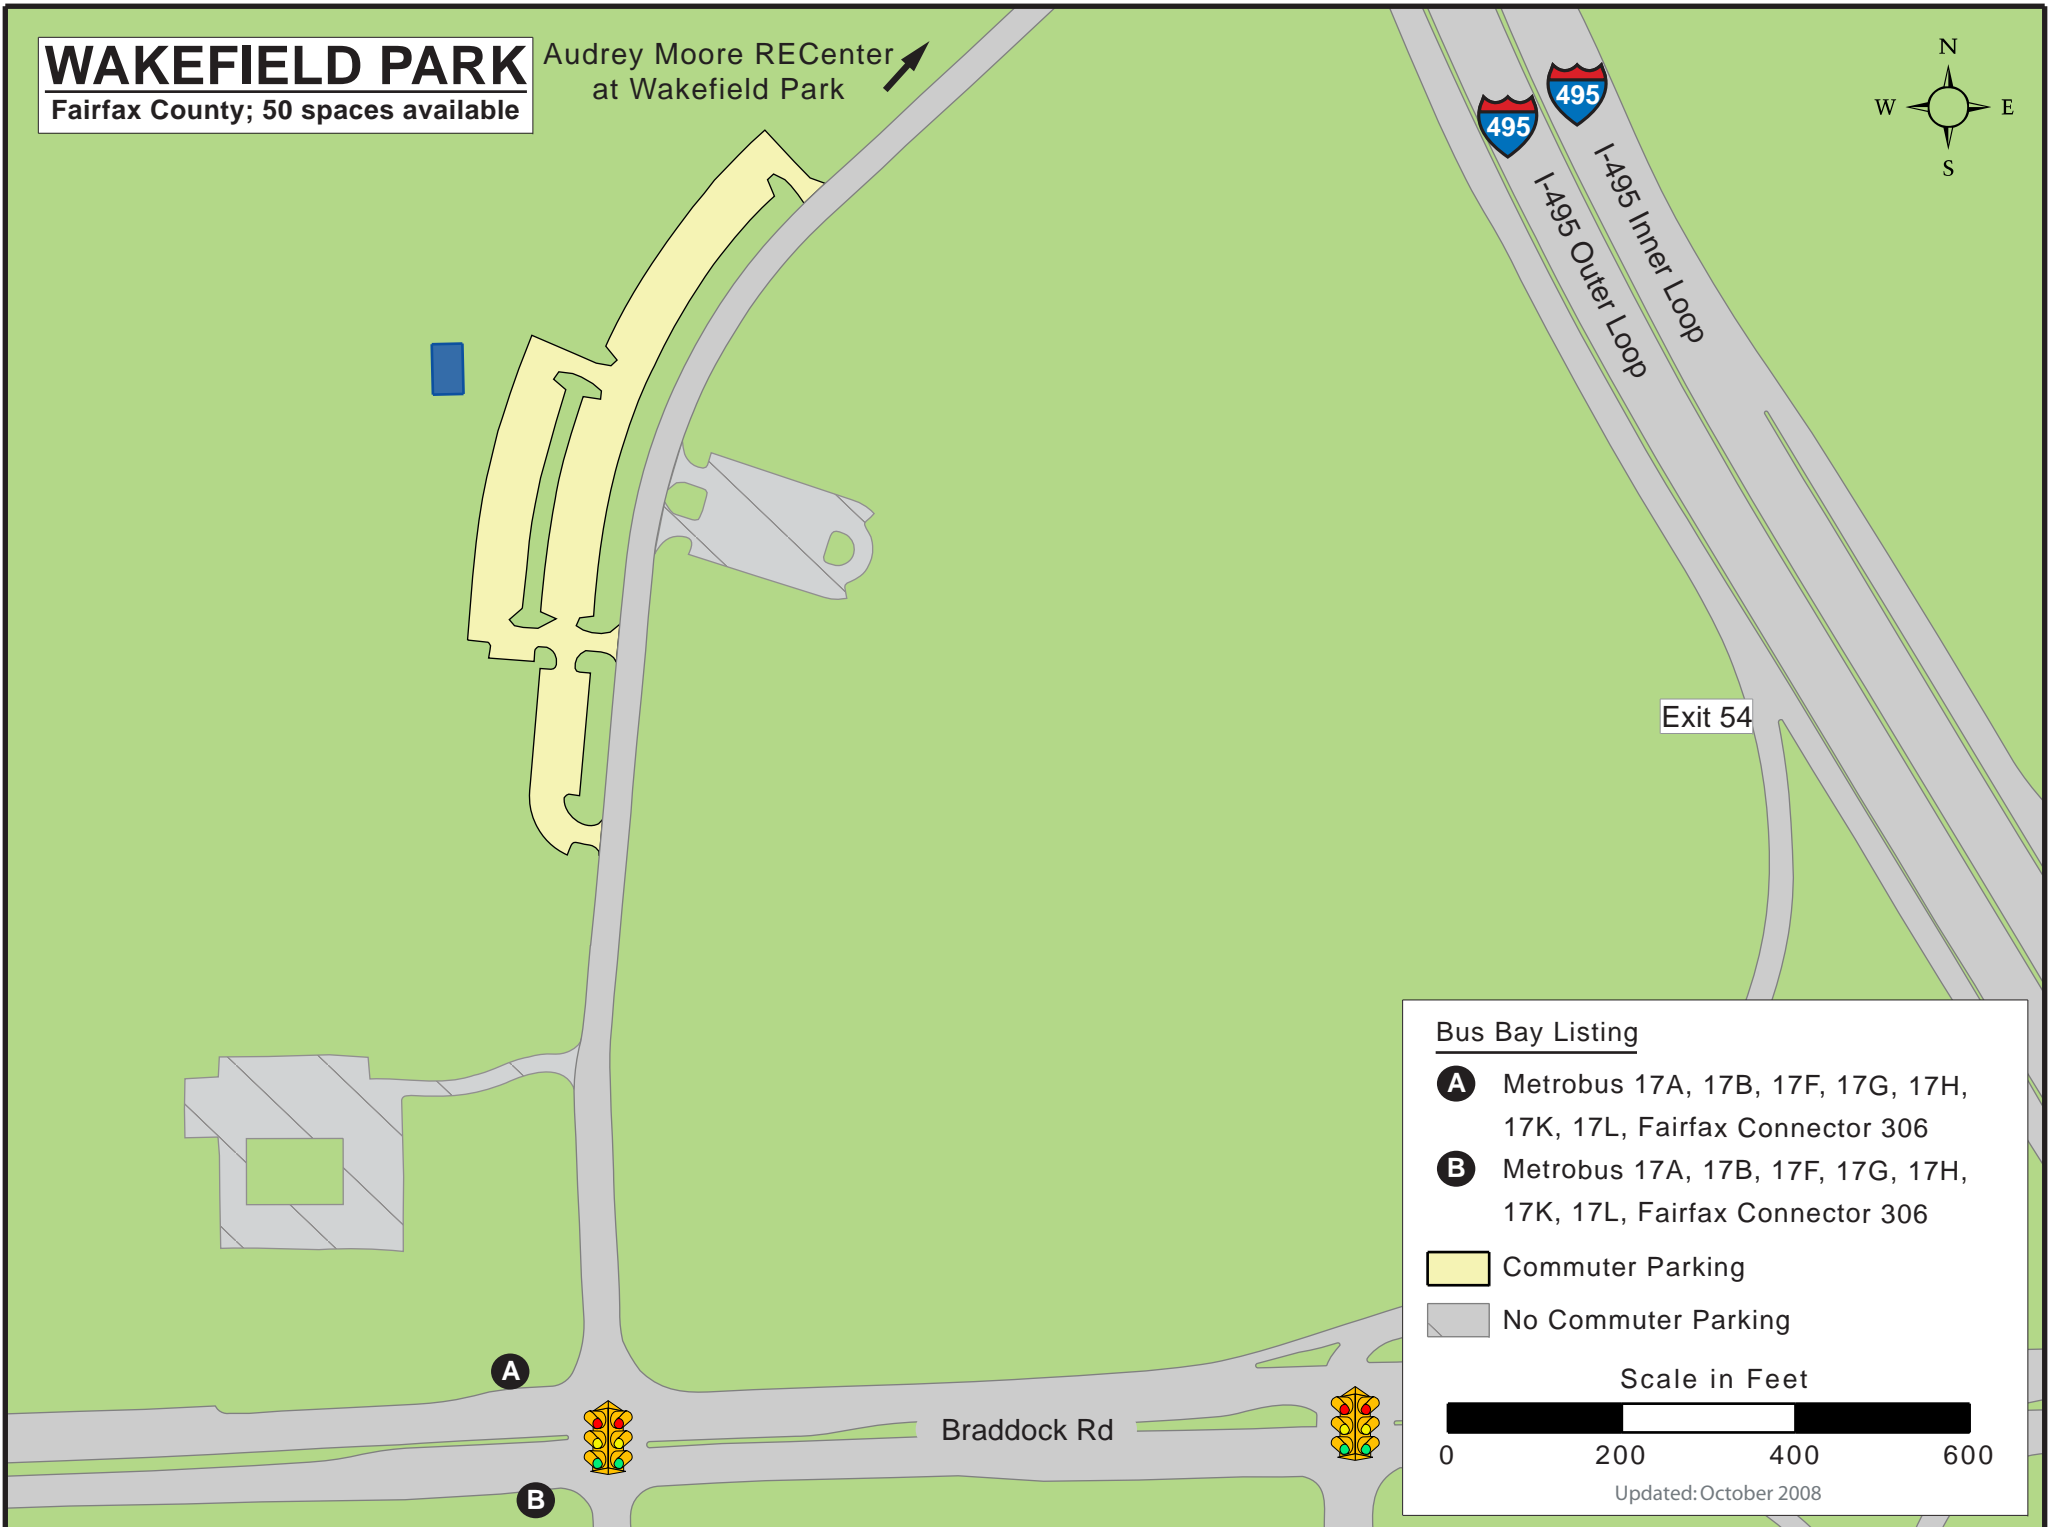 WAKEFIELD PARK
Fairfax County; 50 spaces available
Audrey Moore RECenter
at Wakefield Park
495
495
I-495 Inner Loop
I-495 Outer Loop
N
W E
S
Exit 54
Bus Bay Listing
A Metrobus 17A, 17B, 17F, 17G, 17H,
17K, 17L, Fairfax Connector 306
B Metrobus 17A, 17B, 17F, 17G, 17H,
17K, 17L, Fairfax Connector 306
Commuter Parking
No Commuter Parking
Scale in Feet
0 200 400 600
Updated: October 2008
A
Braddock Rd
B